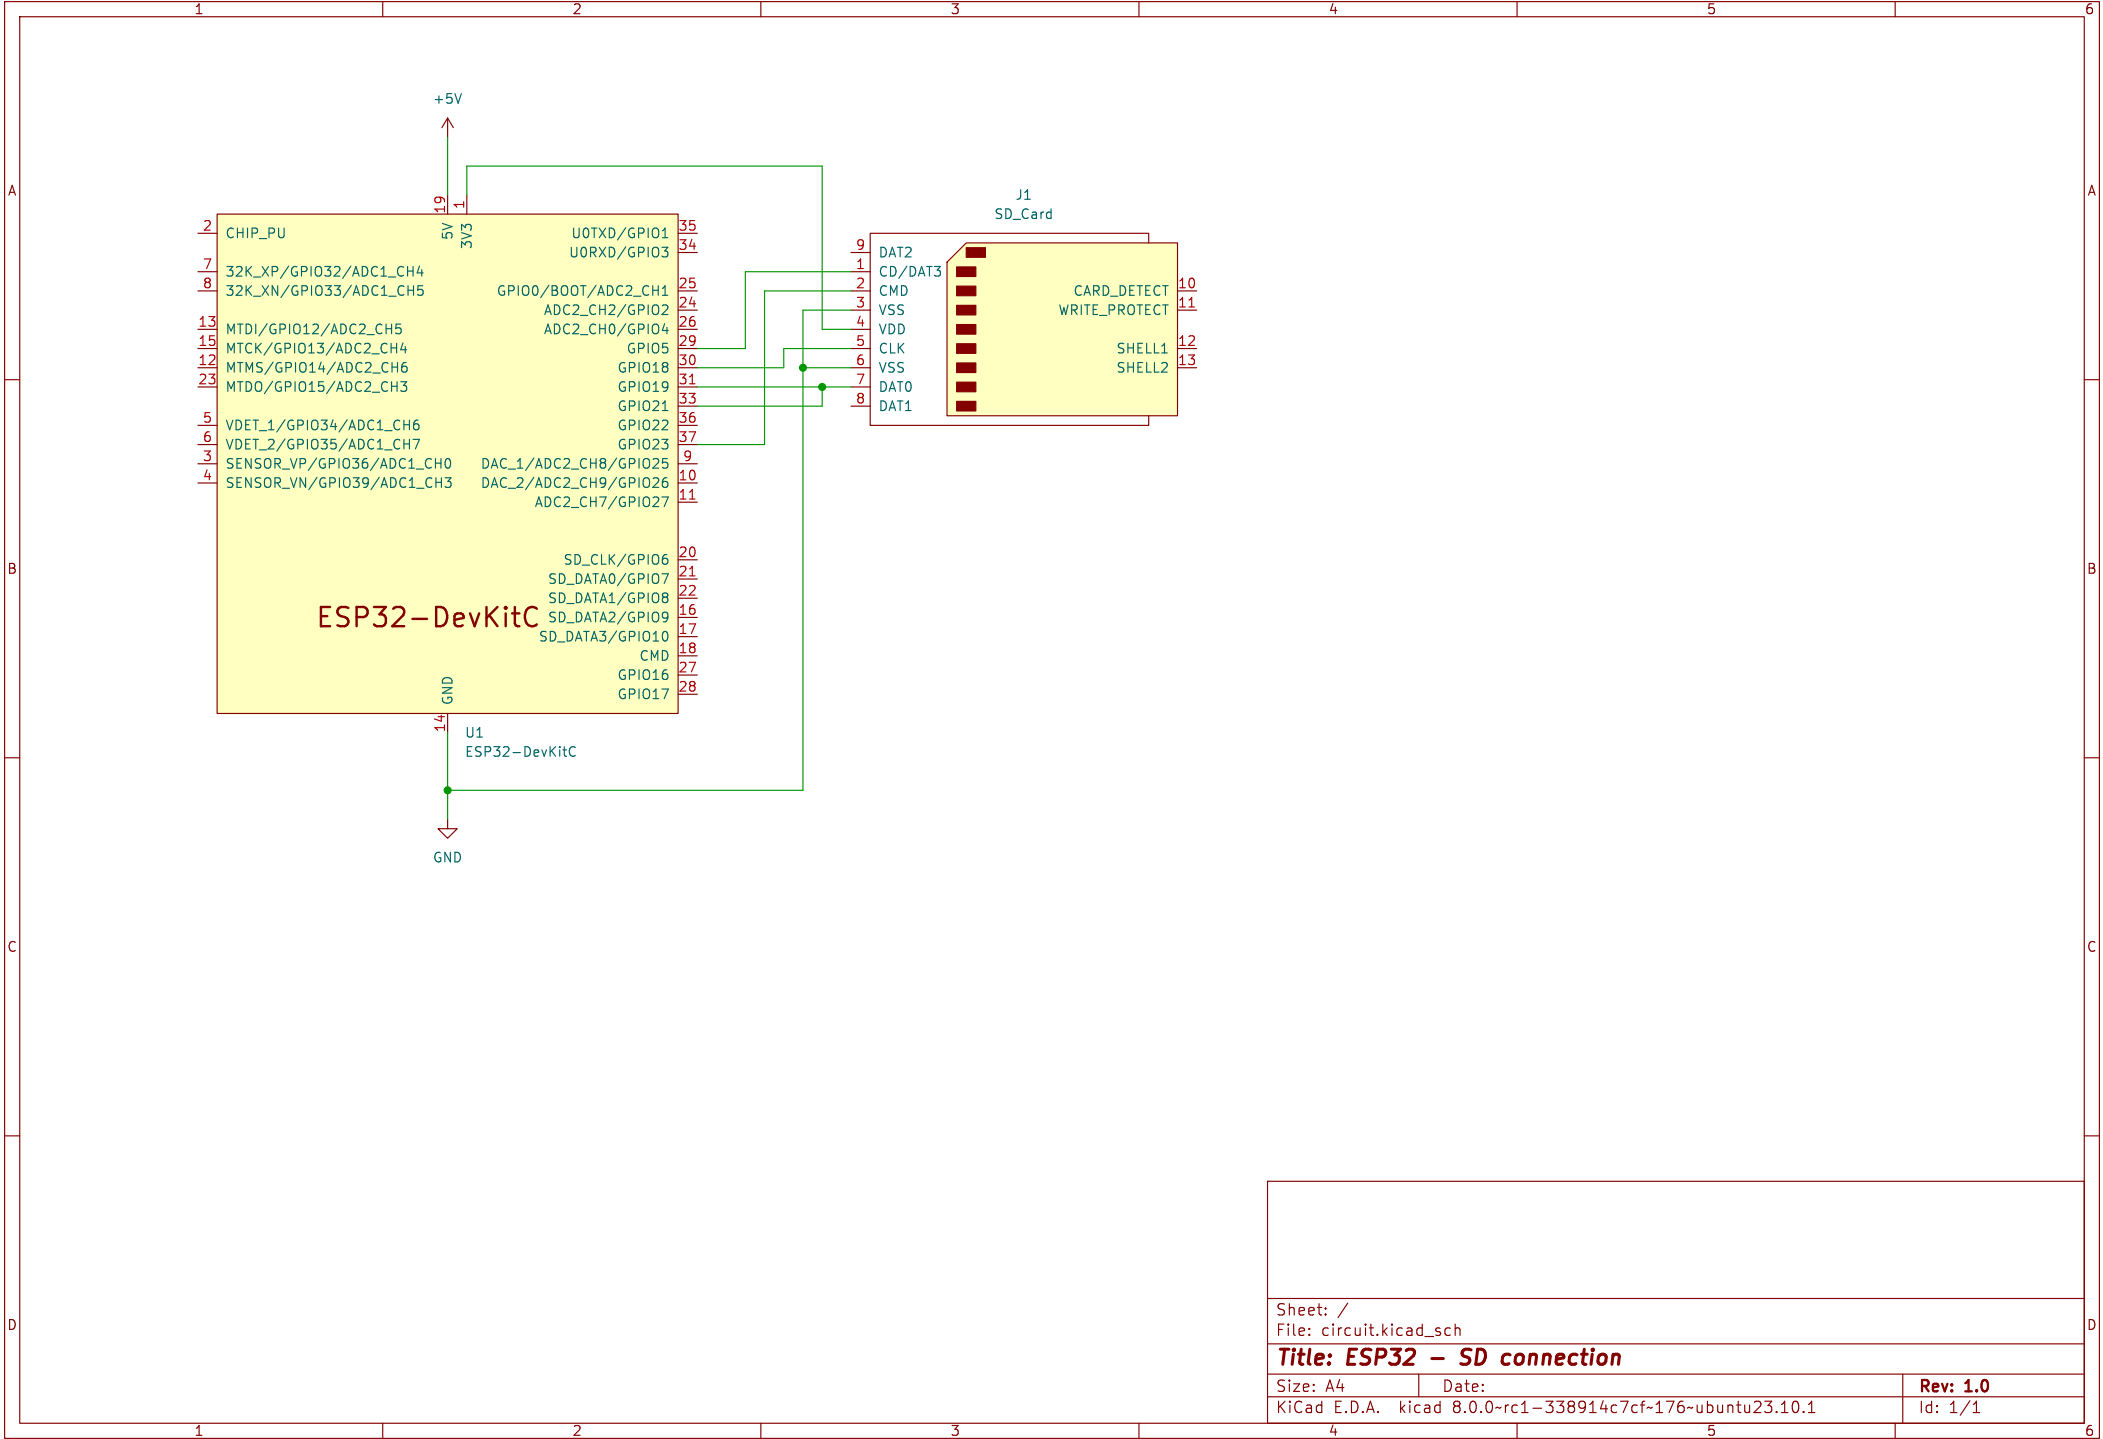 1 2 3 4 5 6
A
B
C
D
A
B
C
D
+5V
19
1
5V
3V3
2 CHIP_PU
7 32K_XP/GPIO32/ADC1_CH4
8 32K_XN/GPIO33/ADC1_CH5
13 MTDI/GPIO12/ADC2_CH5
15 MTCK/GPIO13/ADC2_CH4
12 MTMS/GPIO14/ADC2_CH6
23 MTDO/GPIO15/ADC2_CH3
5 VDET_1/GPIO34/ADC1_CH6
6 VDET_2/GPIO35/ADC1_CH7
3 SENSOR_VP/GPIO36/ADC1_CH0
4 SENSOR_VN/GPIO39/ADC1_CH3
U0TXD/GPIO1 35
U0RXD/GPIO3 34
GPIO0/BOOT/ADC2_CH1 25
ADC2_CH2/GPIO2 24
ADC2_CH0/GPIO4 26
GPIO5 29
GPIO18 30
GPIO19 31
GPIO21 33
GPIO22 36
GPIO23 37
DAC_1/ADC2_CH8/GPIO25 9
DAC_2/ADC2_CH9/GPIO26 10
ADC2_CH7/GPIO27 11
SD_CLK/GPIO6 20
SD_DATA0/GPIO7 21
SD_DATA1/GPIO8 22
SD_DATA2/GPIO9 16
SD_DATA3/GPIO10 17
CMD 18
GPIO16 27
GPIO17 28
ESP32-DevKitC
GND
14
U1
ESP32-DevKitC
GND
J1
SD_Card
9 DAT2
1 CD/DAT3
2 CMD
3 VSS
4 VDD
5 CLK
6 VSS
7 DAT0
8 DAT1
CARD_DETECT 10
WRITE_PROTECT 11
SHELL1 12
SHELL2 13
Sheet: /
File: circuit.kicad_sch
Title: ESP32 - SD connection
Size: A4 Date: Rev: 1.0
KiCad E.D.A. kicad 8.0.0~rc1-338914c7cf~176~ubuntu23.10.1 Id: 1/1
1 2 3 4 5 6